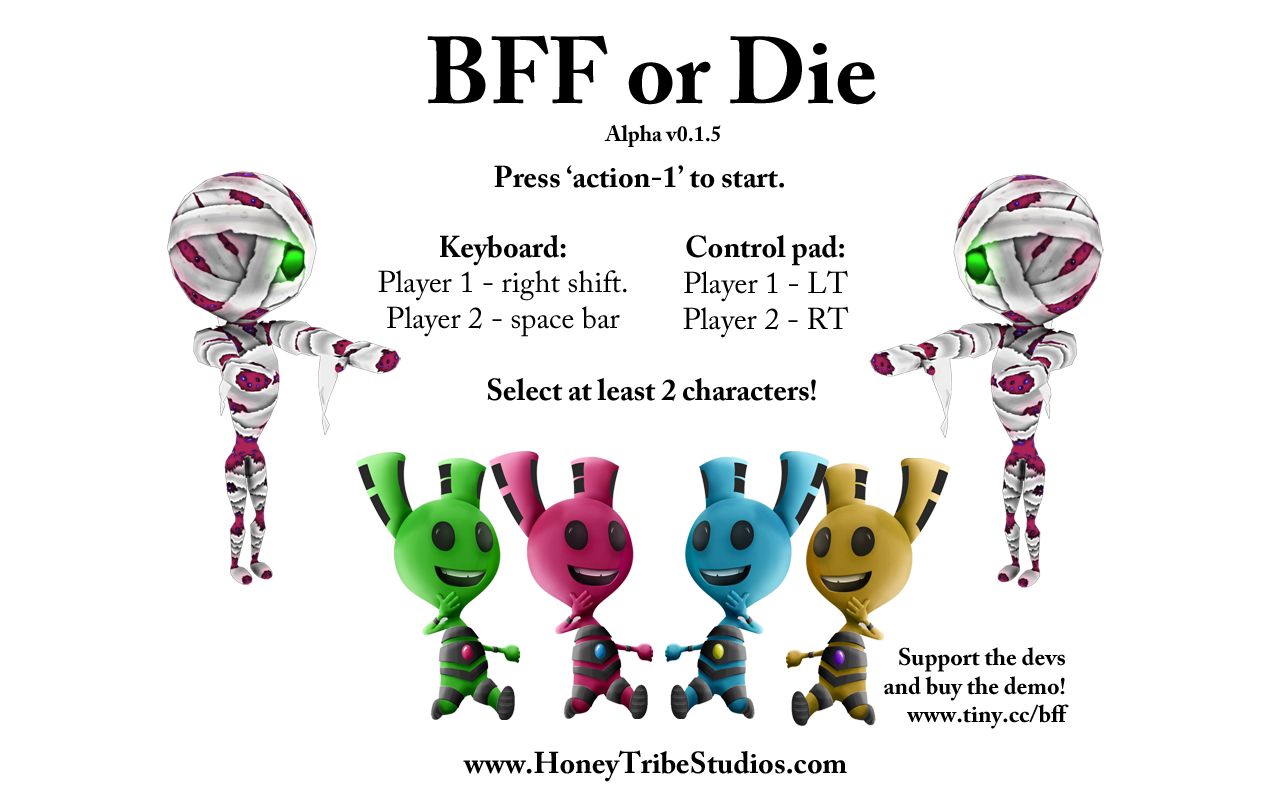 BFF or Die
Alpha v0.1.5
Press ‘action-1’ to start.
Keyboard:
Player 1 - right shift.
Player 2 - space bar
Control pad:
Player 1 - LT
Player 2 - RT
Select at least 2 characters!
Support the devs
and buy the demo!
www.tiny.cc/bff
www.HoneyTribeStudios.com